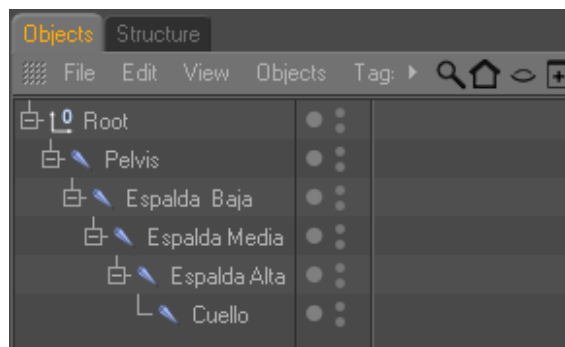 Objects Structure
File Edit View Objects Tag:
Root
Pelvis
Espalda Baja
Espalda Media
Espalda Alta
Cuello